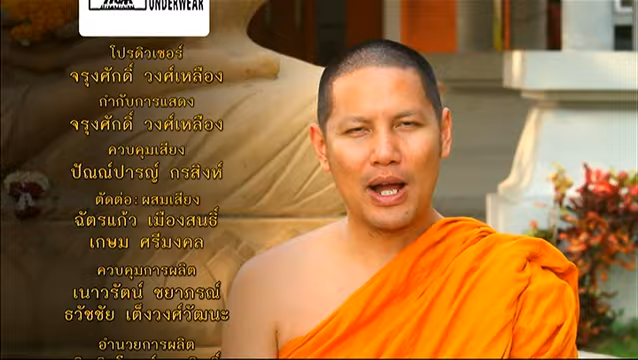 UNDERWEAR
โปรดิวเซอร์
จรุงศักดิ์ วงศ์เหลือง
กำกับการแสดง
จรุงศักดิ์ วงศ์เหลือง
ควบคุมเสียง
ปัณณ์ปารญ์ กรสิงห์
ตัดต่อ : ผสมเสียง
ฉัตรแก้ว เมืองสนธิ์
เกษม ศรีมงคล
ควบคุมการผลิต
เนาวรัตน์ ชยาภรณ์
ธวัชชัย เต็งวงศ์วัฒนะ
อำนวยการผลิต